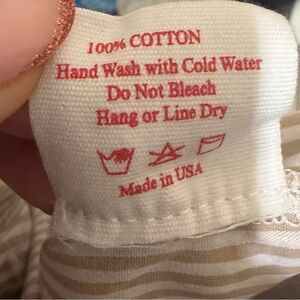 100% COTTON
Hand Wash with Cold Water
Do Not Bleach
Hang or Line Dry
Made in USA